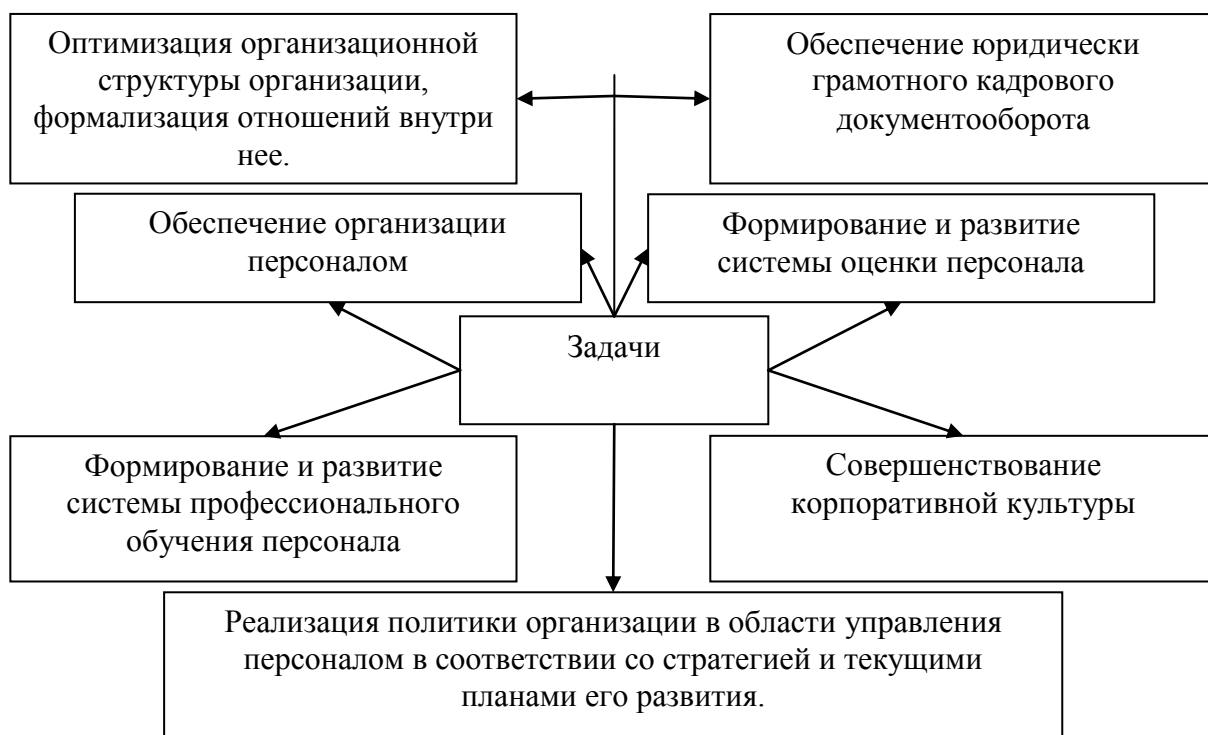 Оптимизация организационной
структуры организации,
формализация отношений внутри
нее.
Обеспечение юридически
грамотного кадрового
документооборота
Обеспечение организации
персоналом
Формирование и развитие
системы оценки персонала
Задачи
Формирование и развитие
системы профессионального
обучения персонала
Совершенствование
корпоративной культуры
Реализация политики организации в области управления
персоналом в соответствии со стратегией и текущими
планами его развития.